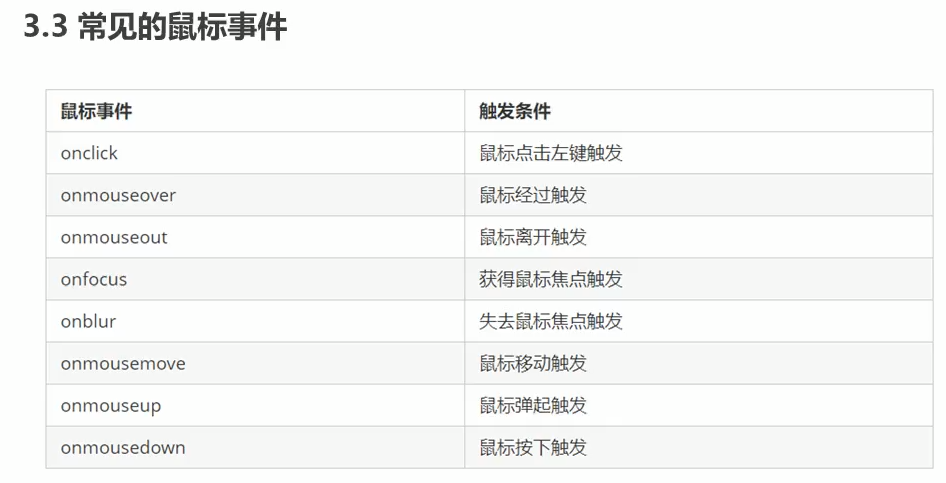 3.3 常见的鼠标事件
鼠标事件 触发条件
onclick 鼠标点击左键触发
onmouseover 鼠标经过触发
onmouseout 鼠标离开触发
onfocus 获得鼠标焦点触发
onblur 失去鼠标焦点触发
onmousemove 鼠标移动触发
onmouseup 鼠标弹起触发
onmousedown 鼠标按下触发